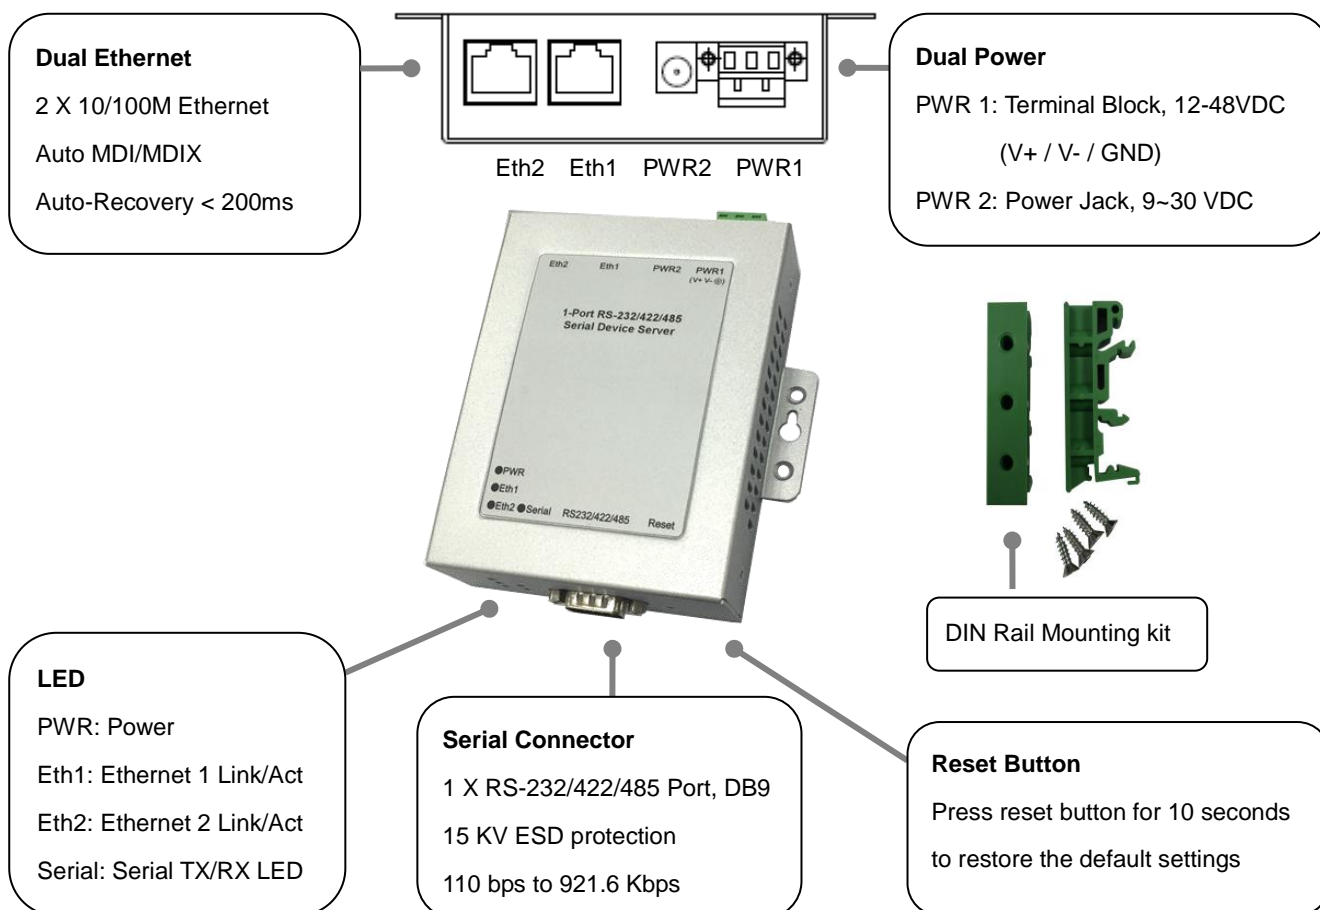 Dual Ethernet
2 X 10/100M Ethernet
Auto MDI/MDIX
Auto-Recovery < 200ms
Eth2 Eth1 PWR2 PWR1
Dual Power
PWR 1: Terminal Block, 12-48VDC
(V+ / V- / GND)
PWR 2: Power Jack, 9~30 VDC
Eth2 Eth1 PWR2 PWR1
(V+ V- ⏚)
1-Port RS-232/422/485
Serial Device Server
PWR
Eth1
Eth2 Serial RS232/422/485 Reset
DIN Rail Mounting kit
LED
PWR: Power
Eth1: Ethernet 1 Link/Act
Eth2: Ethernet 2 Link/Act
Serial: Serial TX/RX LED
Serial Connector
1 X RS-232/422/485 Port, DB9
15 KV ESD protection
110 bps to 921.6 Kbps
Reset Button
Press reset button for 10 seconds
to restore the default settings